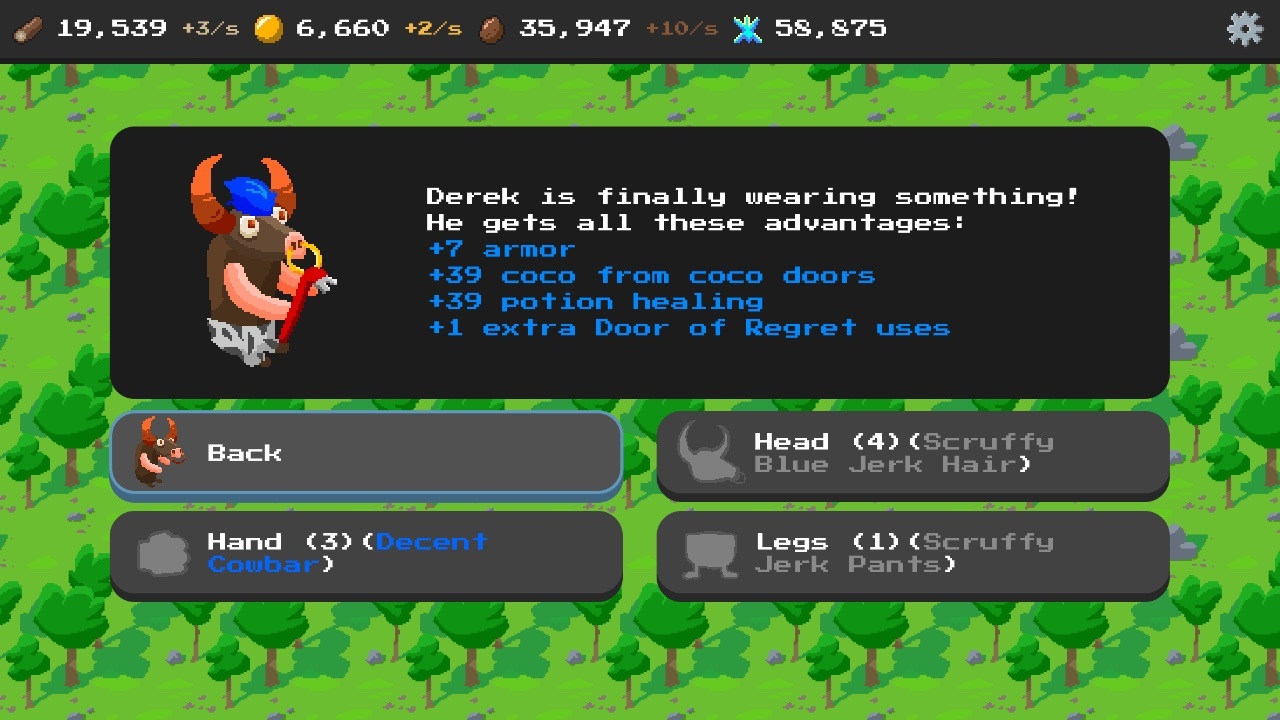 19,539 +3/s 6,660 +2/s 35,947 +10/s 58,875
Derek is finally wearing something!
He gets all these advantages:
+7 armor
+39 coco from coco doors
+39 potion healing
+1 extra Door of Regret uses
Back
Head (4) (Scruffy
Blue Jerk Hair)
Hand (3) (Decent
Cowbar)
Legs (1) (Scruffy
Jerk Pants)